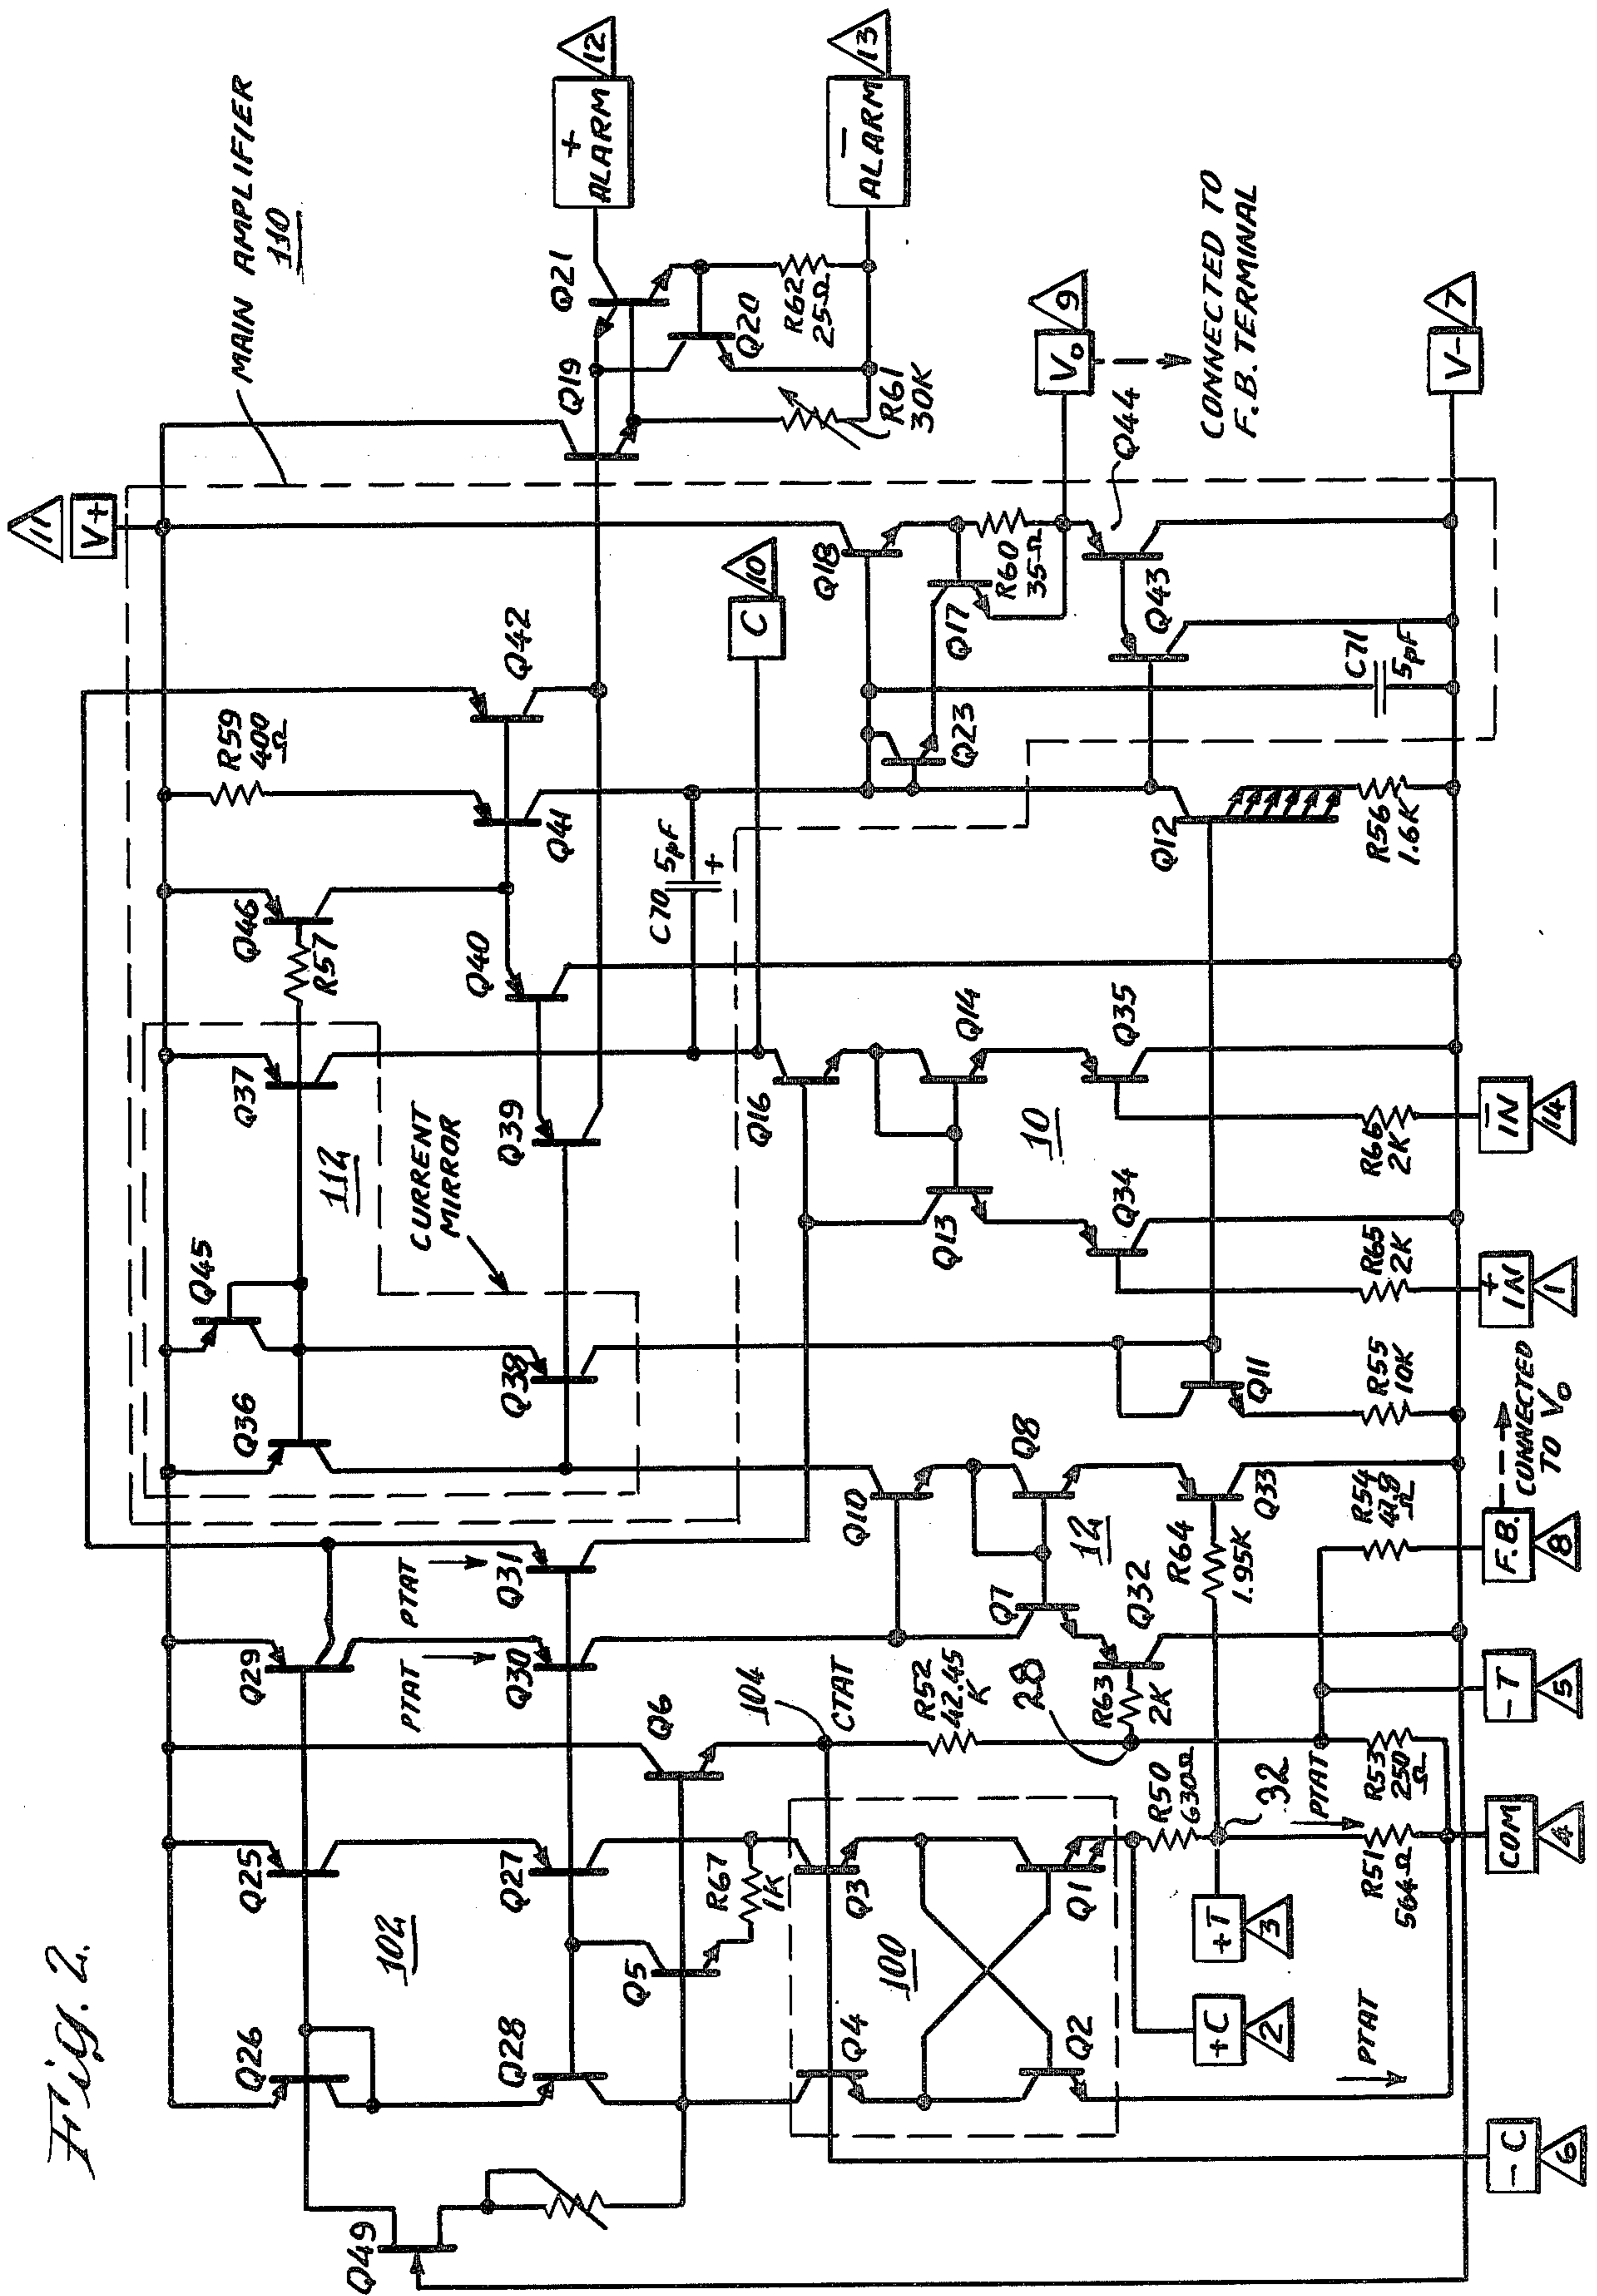 Fig. 2.
MAIN AMPLIFIER
110
11
V+
+
ALARM
12
−
ALARM
13
Q49
Q26
Q25
Q29
Q36
Q45
Q37
Q46
R57
R59
400
Ω
Q42
Q41
Q40
Q39
Q38
112
CURRENT
MIRROR
PTAT
PTAT
Q31
Q30
Q28
Q27
102
Q5
Q6
R67
1K
104
CTAT
Q19
Q21
Q20
R62
25Ω
R61
30K
C70
5pF
+
C
10
Q18
Q17
Q23
R60
35Ω
Vo
9
CONNECTED TO
F.B. TERMINAL
Q44
Q43
C71
5pF
V−
7
Q4
Q3
100
Q2
Q1
R52
42.45
K
28
R63
2K
Q7
Q8
Q10
12
Q32
R64
1.95K
Q33
Q16
Q13
Q14
10
Q34
Q35
Q12
R56
1.6K
Q11
R55
10K
R65
2K
R66
2K
R50
630Ω
32
PTAT
R51
564Ω
R53
250
Ω
R54
47.8
Ω
PTAT
− C
6
+C
2
+T
3
COM
4
−T
5
F.B.
8
CONNECTED
TO Vo
+
IN
1
−
IN
14